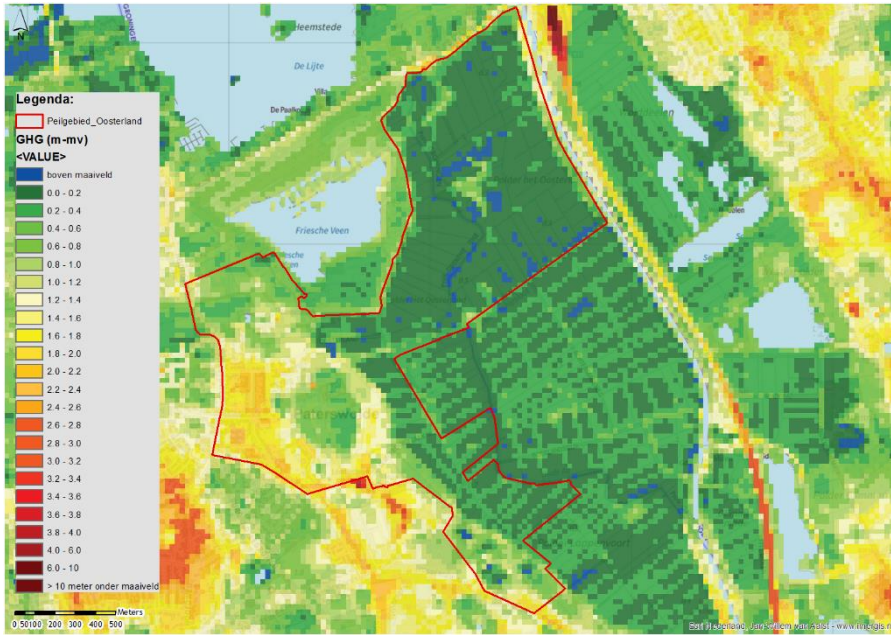 GRONINGEN
Heemstede
De Lijte
Villa
N
Legenda:
Peilgebied_Oosterland
GHG (m-mv)
<VALUE>
boven maaiveld
0.0 - 0.2
0.2 - 0.4
0.4 - 0.6
0.6 - 0.8
0.8 - 1.0
1.0 - 1.2
1.2 - 1.4
1.4 - 1.6
1.6 - 1.8
1.8 - 2.0
2.0 - 2.2
2.2 - 2.4
2.4 - 2.6
2.6 - 2.8
2.8 - 3.0
3.0 - 3.2
3.2 - 3.4
3.4 - 3.6
3.6 - 3.8
3.8 - 4.0
4.0 - 6.0
6.0 - 10
> 10 meter onder maaiveld
Friesche Veen
Meters
0 50100 200 300 400 500